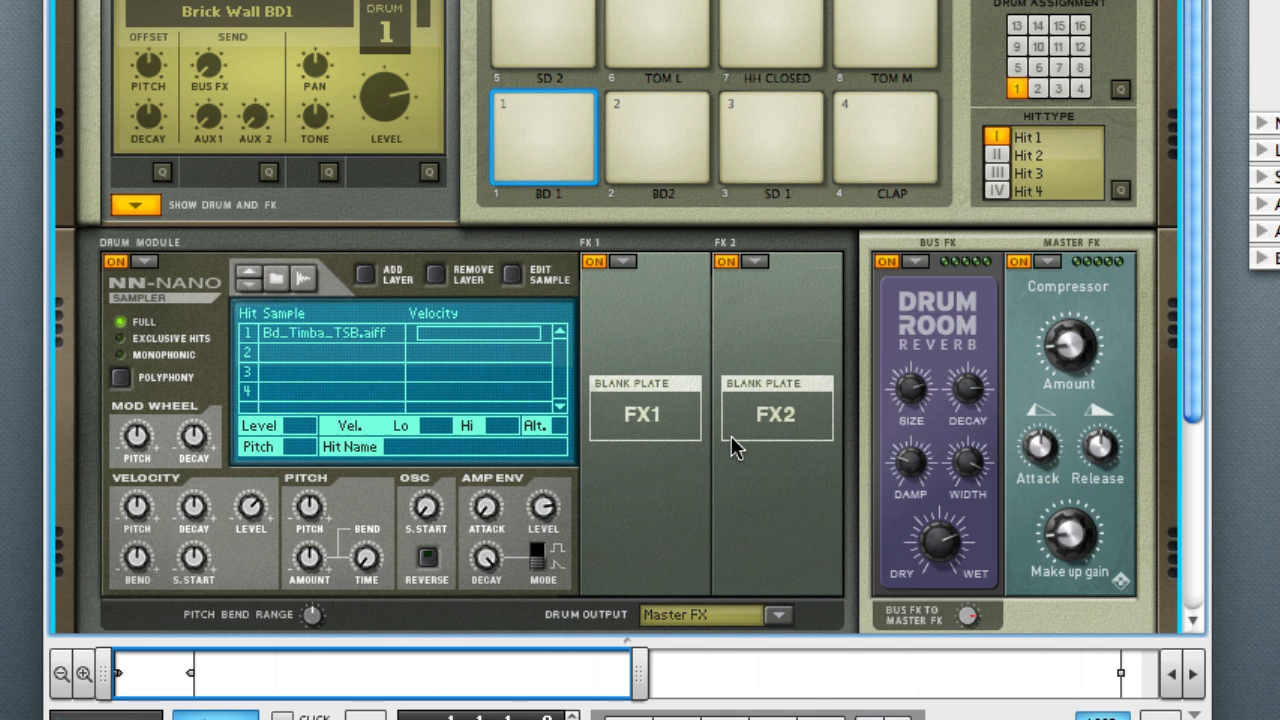 DRUM ASSIGNMENT
Brick Wall BD1
DRUM
1
OFFSET
SEND
PITCH
BUS FX
PAN
DECAY
AUX1
AUX 2
TONE
LEVEL
Q
Q
Q
Q
SHOW DRUM AND FX
5 SD 2
6 TOM L
7 HH CLOSED
8 TOM M
1
2
3
4
1 BD 1
2 BD2
3 SD 1
4 CLAP
13 14 15 16
9 10 11 12
5 6 7 8
1 2 3 4
Q
HIT TYPE
I Hit 1
II Hit 2
III Hit 3
IV Hit 4
Q
DRUM MODULE
FX 1
FX 2
BUS FX
MASTER FX
ON
ON
ON
ON
ON
NN-NANO
SAMPLER
ADD LAYER
REMOVE LAYER
EDIT SAMPLE
FULL
EXCLUSIVE HITS
MONOPHONIC
POLYPHONY
Hit Sample Velocity
1 Bd_Timba_TSB.aiff
2
3
4
Level Vel. Lo Hi Alt.
Pitch Hit Name
MOD WHEEL
PITCH
DECAY
VELOCITY
PITCH
DECAY
LEVEL
BEND
S.START
PITCH
PITCH
BEND
AMOUNT
TIME
OSC
S.START
REVERSE
AMP ENV
ATTACK
LEVEL
DECAY
MODE
BLANK PLATE
FX1
BLANK PLATE
FX2
DRUM
ROOM
REVERB
SIZE
DECAY
DAMP
WIDTH
DRY
WET
Compressor
Amount
Attack
Release
Make up gain
PITCH BEND RANGE
DRUM OUTPUT
Master FX
BUS FX TO
MASTER FX
CLICK